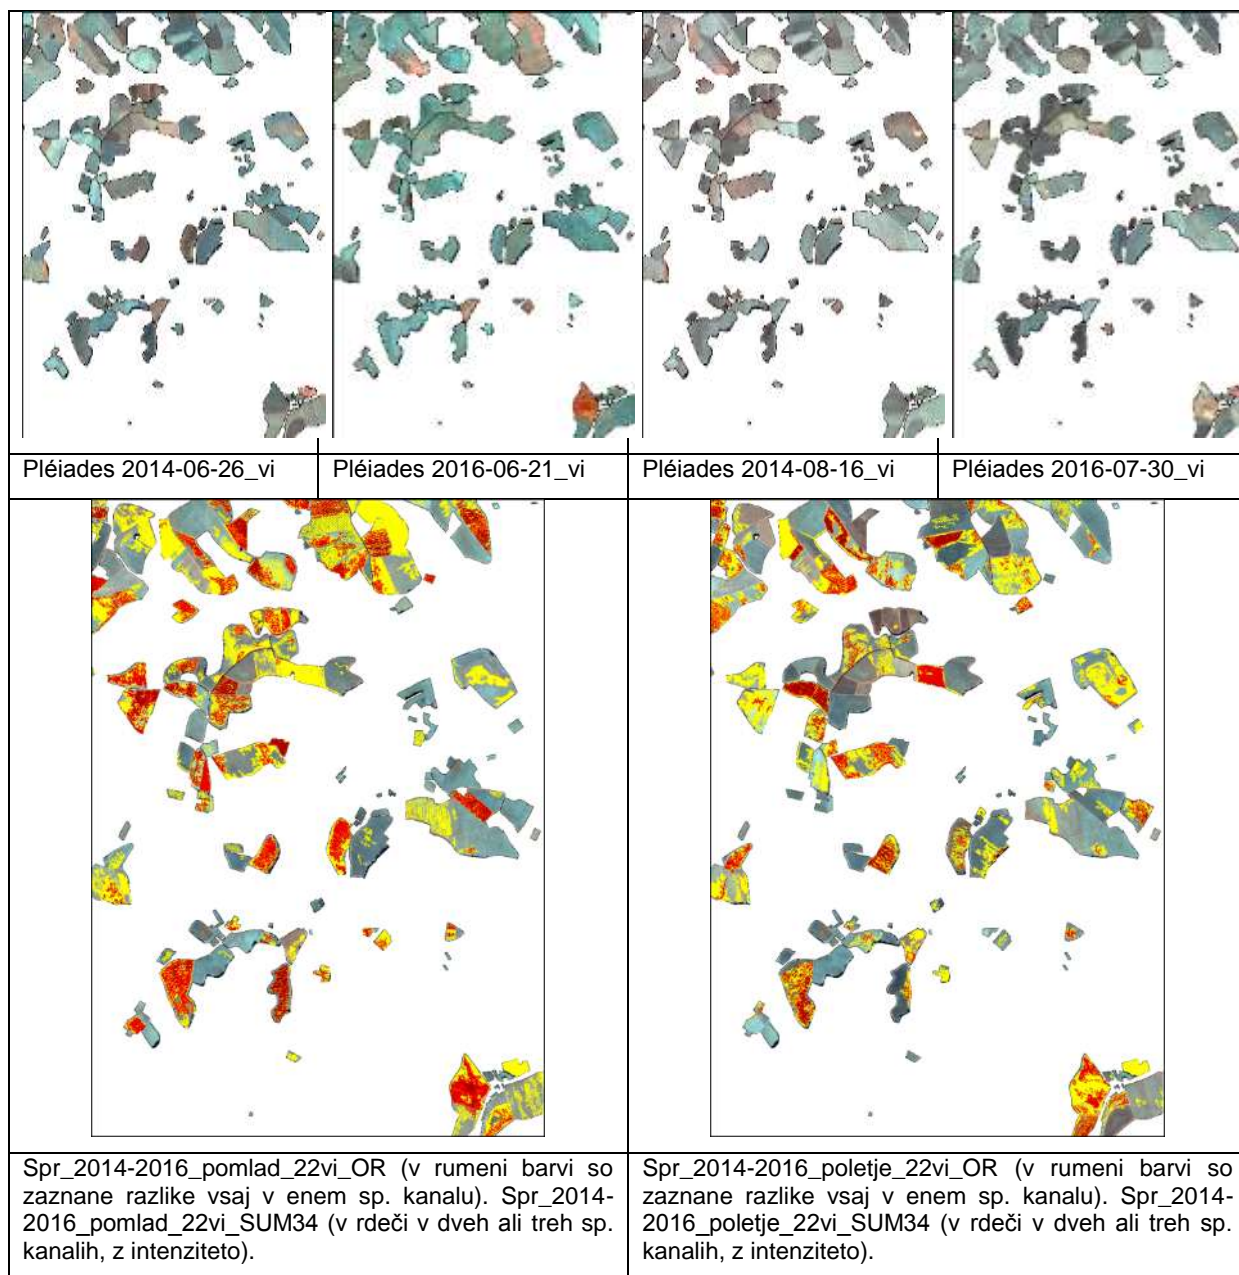 Pléiades 2014-06-26_vi
Pléiades 2016-06-21_vi
Pléiades 2014-08-16_vi
Pléiades 2016-07-30_vi
Spr_2014-2016_pomlad_22vi_OR (v rumeni barvi so
zaznane razlike vsaj v enem sp. kanalu). Spr_2014-
2016_pomlad_22vi_SUM34 (v rdeči v dveh ali treh sp.
kanalih, z intenziteto).
Spr_2014-2016_poletje_22vi_OR (v rumeni barvi so
zaznane razlike vsaj v enem sp. kanalu). Spr_2014-
2016_poletje_22vi_SUM34 (v rdeči v dveh ali treh sp.
kanalih, z intenziteto).